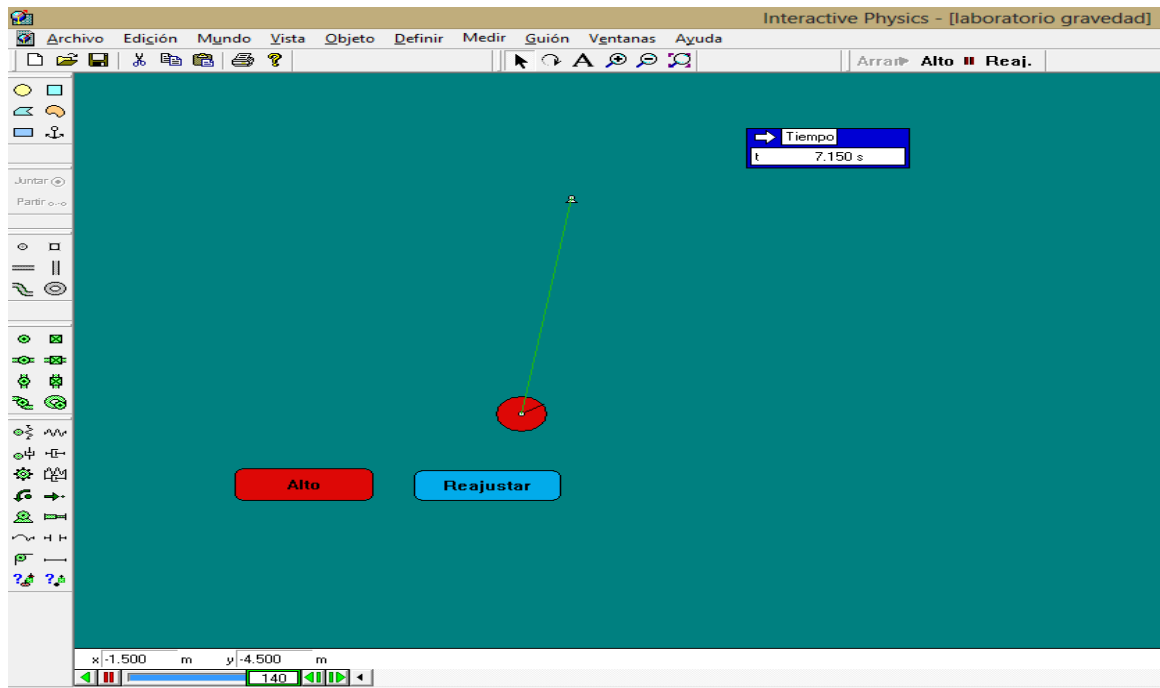 Interactive Physics - [laboratorio gravedad]
Archivo Edición Mundo Vista Objeto Definir Medir Guión Ventanas Ayuda
A Arran Alto Reaj.
Tiempo
t 7.150 s
Juntar
Partir
Alto Reajustar
x -1.500 m y -4.500 m
140